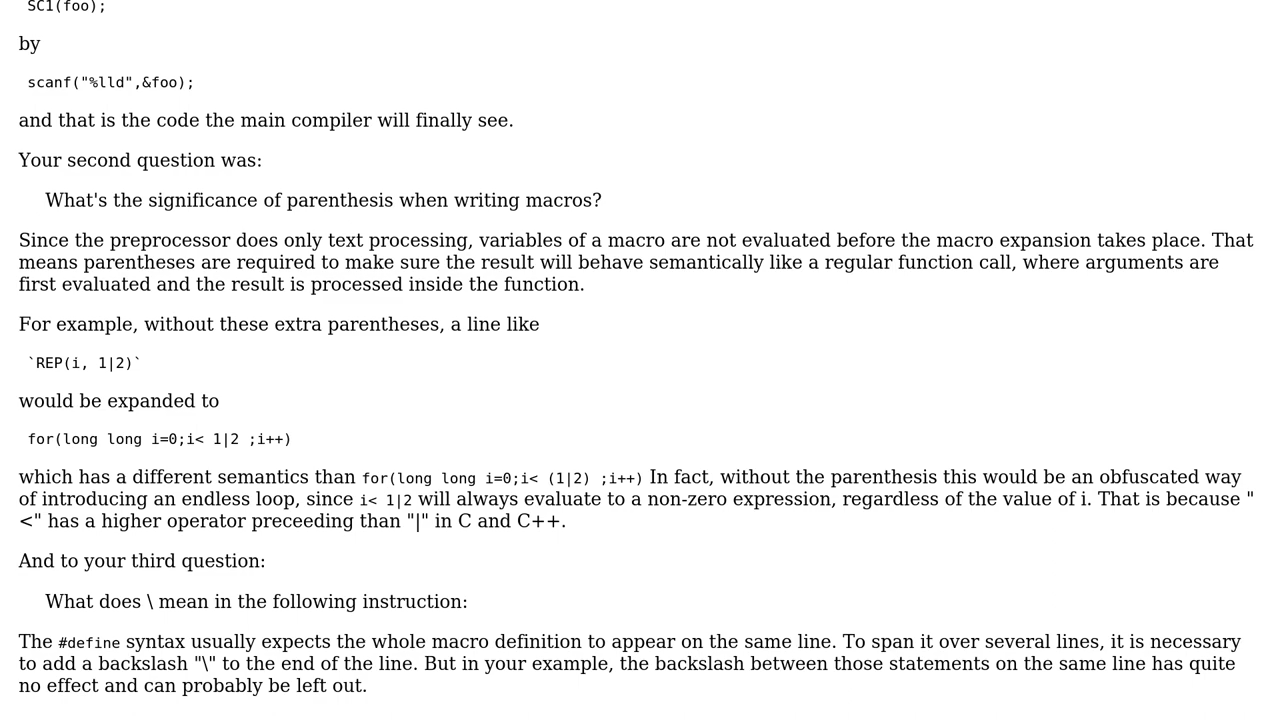 SC1(foo);
by
scanf("%lld",&foo);
and that is the code the main compiler will finally see.
Your second question was:
What's the significance of parenthesis when writing macros?
Since the preprocessor does only text processing, variables of a macro are not evaluated before the macro expansion takes place. That
means parentheses are required to make sure the result will behave semantically like a regular function call, where arguments are
first evaluated and the result is processed inside the function.
For example, without these extra parentheses, a line like
`REP(i, 1|2)`
would be expanded to
for(long long i=0;i< 1|2 ;i++)
which has a different semantics than for(long long i=0;i< (1|2) ;i++) In fact, without the parenthesis this would be an obfuscated way
of introducing an endless loop, since i< 1|2 will always evaluate to a non-zero expression, regardless of the value of i. That is because "
<" has a higher operator preceeding than "|" in C and C++.
And to your third question:
What does \ mean in the following instruction:
The #define syntax usually expects the whole macro definition to appear on the same line. To span it over several lines, it is necessary
to add a backslash "\" to the end of the line. But in your example, the backslash between those statements on the same line has quite
no effect and can probably be left out.